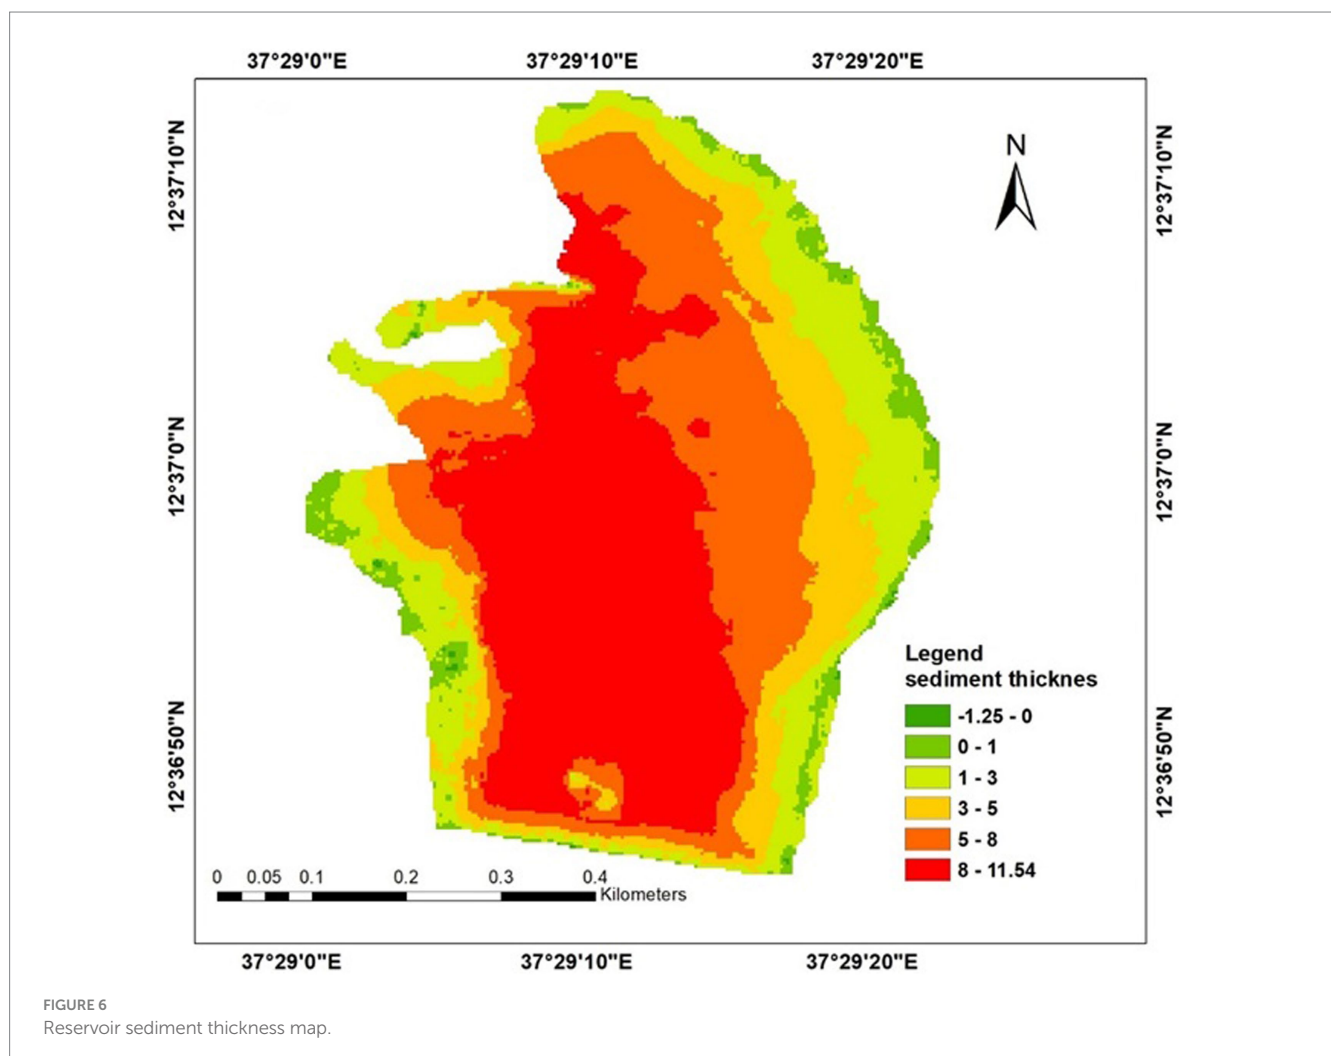 37°29'0"E 37°29'10"E 37°29'20"E
12°37'10"N
12°37'0"N
12°36'50"N
N
12°37'10"N
12°37'0"N
12°36'50"N
Legend
sediment thicknes
-1.25 - 0
0 - 1
1 - 3
3 - 5
5 - 8
8 - 11.54
0 0.05 0.1 0.2 0.3 0.4
Kilometers
37°29'0"E 37°29'10"E 37°29'20"E
FIGURE 6
Reservoir sediment thickness map.